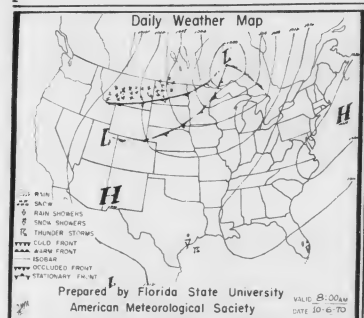 Daily Weather Map
L
L
H
H
RAIN
SNOW
RAIN SHOWERS
SNOW SHOWERS
THUNDER STORMS
COLD FRONT
WARM FRONT
ISOBAR
OCCLUDED FRONT
STATIONARY FRONT
L
Prepared by Florida State University
American Meteorological Society
VALID 8:00AM
DATE 10-6-70